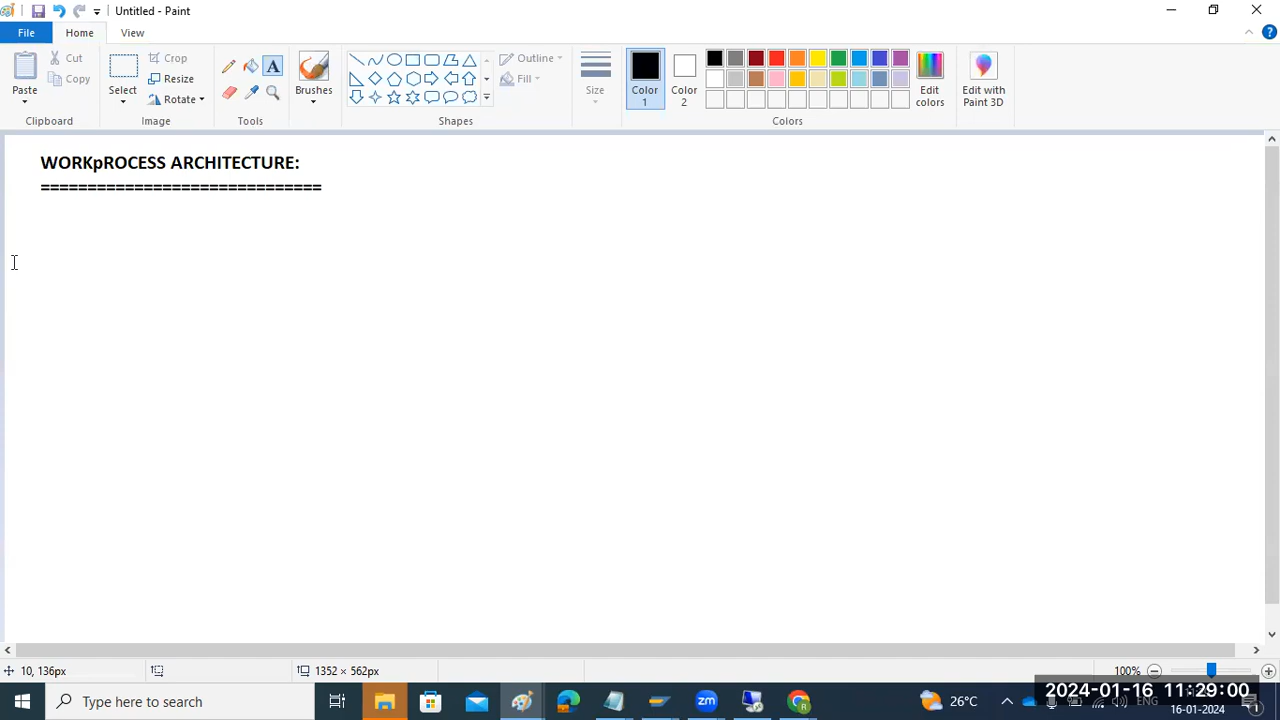 Untitled - Paint
File
Home
View
Paste
Cut
Copy
Clipboard
Select
Crop
Resize
Rotate
Image
Tools
Brushes
Outline
Fill
Shapes
Size
Color
1
Color
2
Edit
colors
Colors
Edit with
Paint 3D
WORKpROCESS ARCHITECTURE:
==============================
10, 136px
1352 × 562px
100%
Type here to search
zm
R
26°C
ENG
2024-01-16 11:29:00
16-01-2024
1